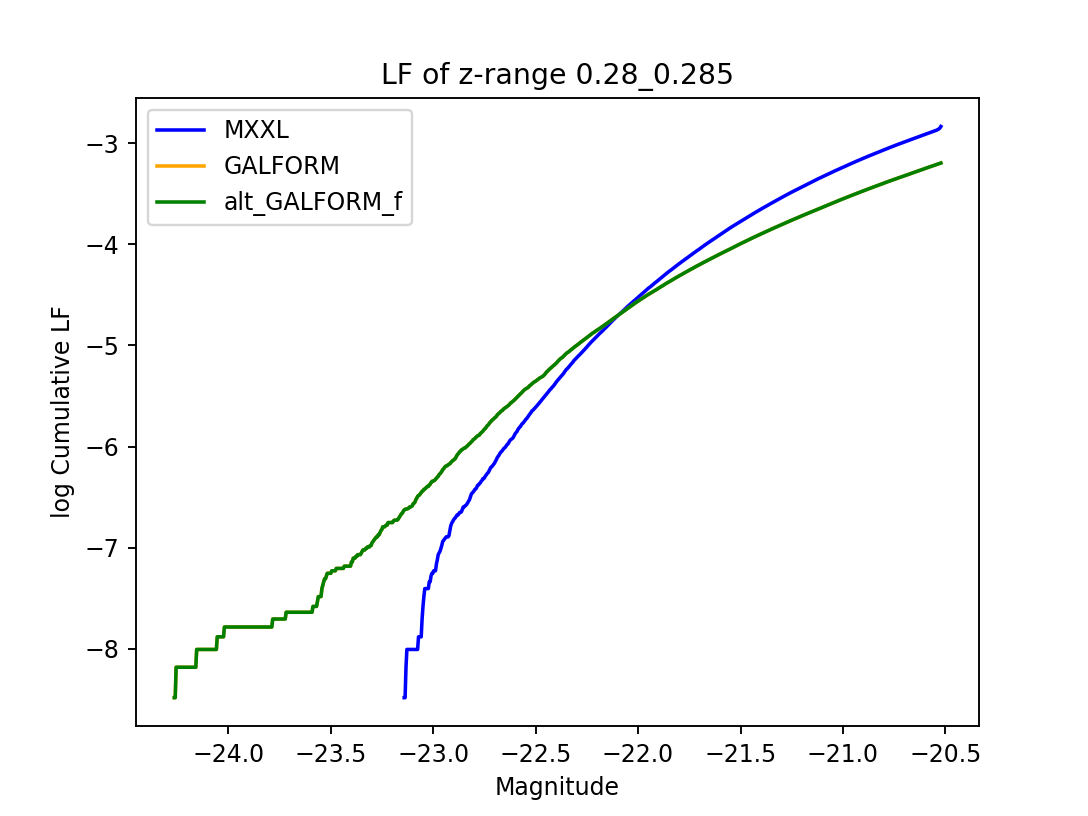 LF of z-range 0.28_0.285
MXXL
GALFORM
alt_GALFORM_f
−3
−4
−5
−6
−7
−8
log Cumulative LF
−24.0 −23.5 −23.0 −22.5 −22.0 −21.5 −21.0 −20.5
Magnitude